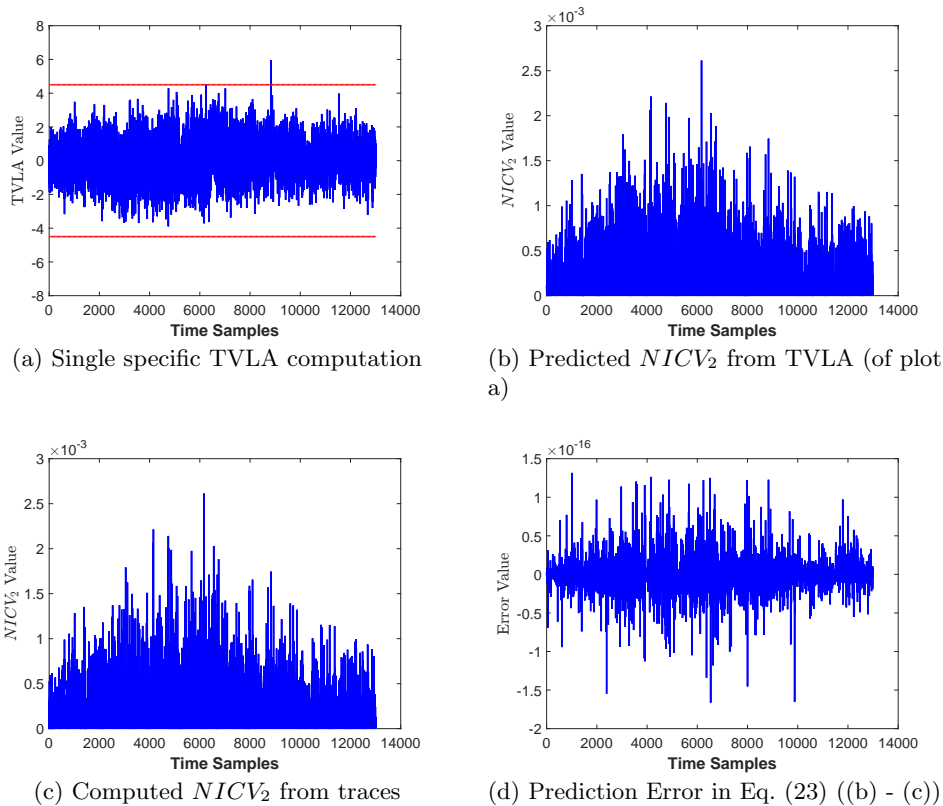 8
6
4
2
0
-2
-4
-6
-8
TVLA Value
0 2000 4000 6000 8000 10000 12000 14000
Time Samples
(a) Single specific TVLA computation
×10-3
3
2.5
2
1.5
1
0.5
0
NICV2 Value
0 2000 4000 6000 8000 10000 12000 14000
Time Samples
(b) Predicted NICV2 from TVLA (of plot
a)
×10-3
3
2.5
2
1.5
1
0.5
0
NICV2 Value
0 2000 4000 6000 8000 10000 12000 14000
Time Samples
(c) Computed NICV2 from traces
×10-16
1.5
1
0.5
0
-0.5
-1
-1.5
-2
Error Value
0 2000 4000 6000 8000 10000 12000 14000
Time Samples
(d) Prediction Error in Eq. (23) ((b) - (c))